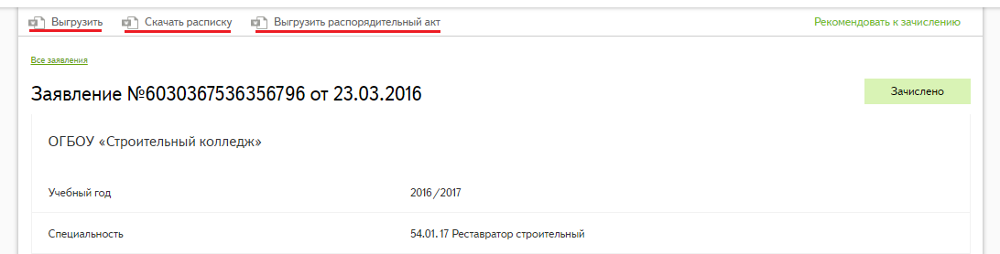 Выгрузить Скачать расписку Выгрузить распорядительный акт Рекомендовать к зачислению
Все заявления
Заявление №6030367536356796 от 23.03.2016 Зачислено
ОГБОУ «Строительный колледж»
Учебный год 2016/2017
Специальность 54.01.17 Реставратор строительный